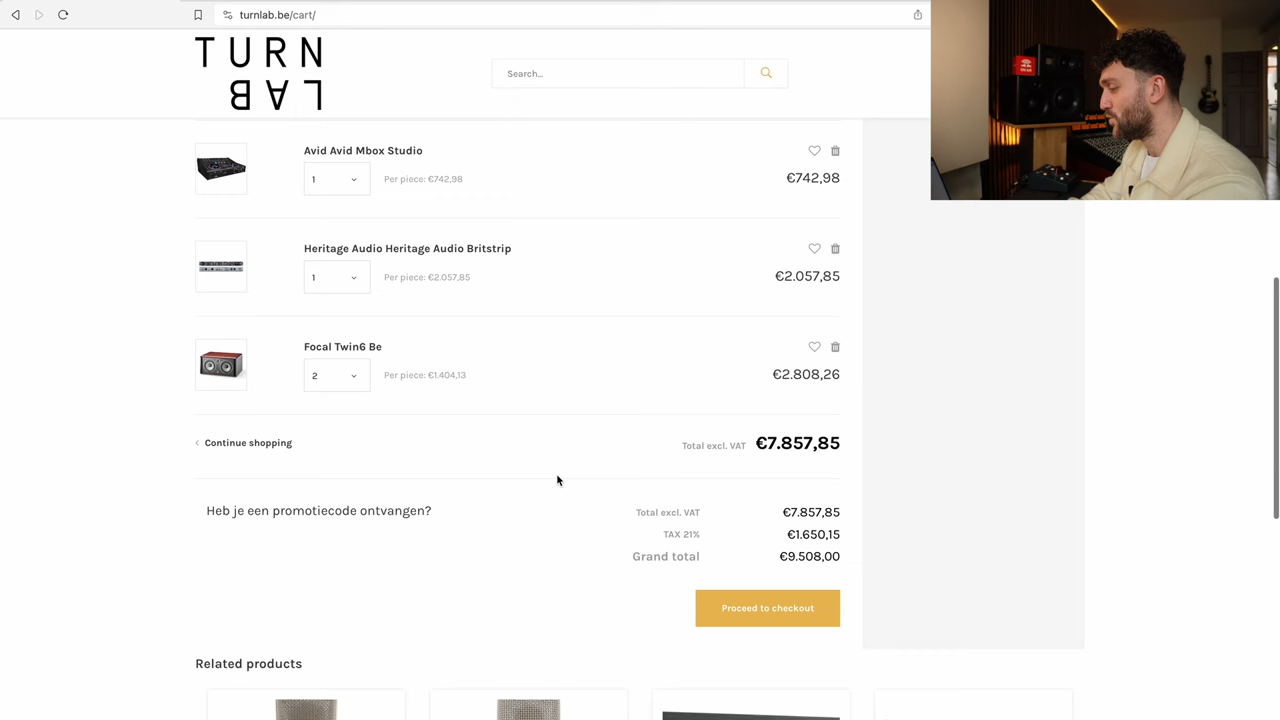 turnlab.be/cart/
TURN
LAB
Search...
Avid Avid Mbox Studio
1
Per piece: €742,98
€742,98
Heritage Audio Heritage Audio Britstrip
1
Per piece: €2.057,85
€2.057,85
Focal Twin6 Be
2
Per piece: €1.404,13
€2.808,26
Continue shopping
Total excl. VAT €7.857,85
Heb je een promotiecode ontvangen?
Total excl. VAT €7.857,85
TAX 21% €1.650,15
Grand total €9.508,00
Proceed to checkout
Related products